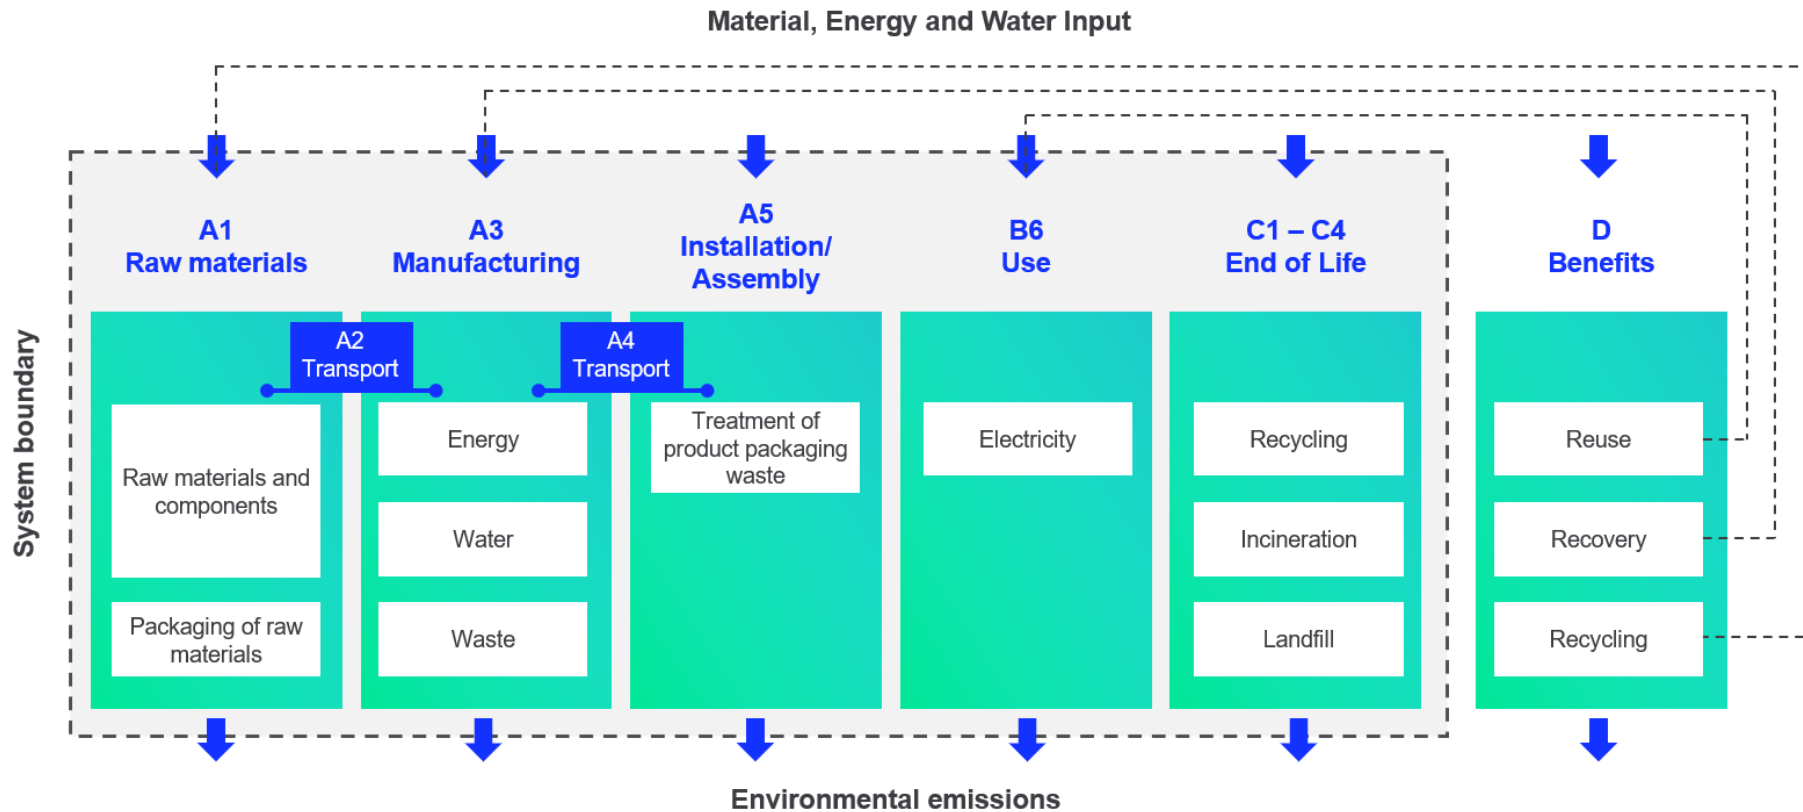 Material, Energy and Water Input
System boundary
A1
Raw materials
A3
Manufacturing
A5
Installation/
Assembly
B6
Use
C1 – C4
End of Life
D
Benefits
A2
Transport
A4
Transport
Raw materials and
components
Packaging of raw
materials
Energy
Water
Waste
Treatment of
product packaging
waste
Electricity
Recycling
Incineration
Landfill
Reuse
Recovery
Recycling
Environmental emissions